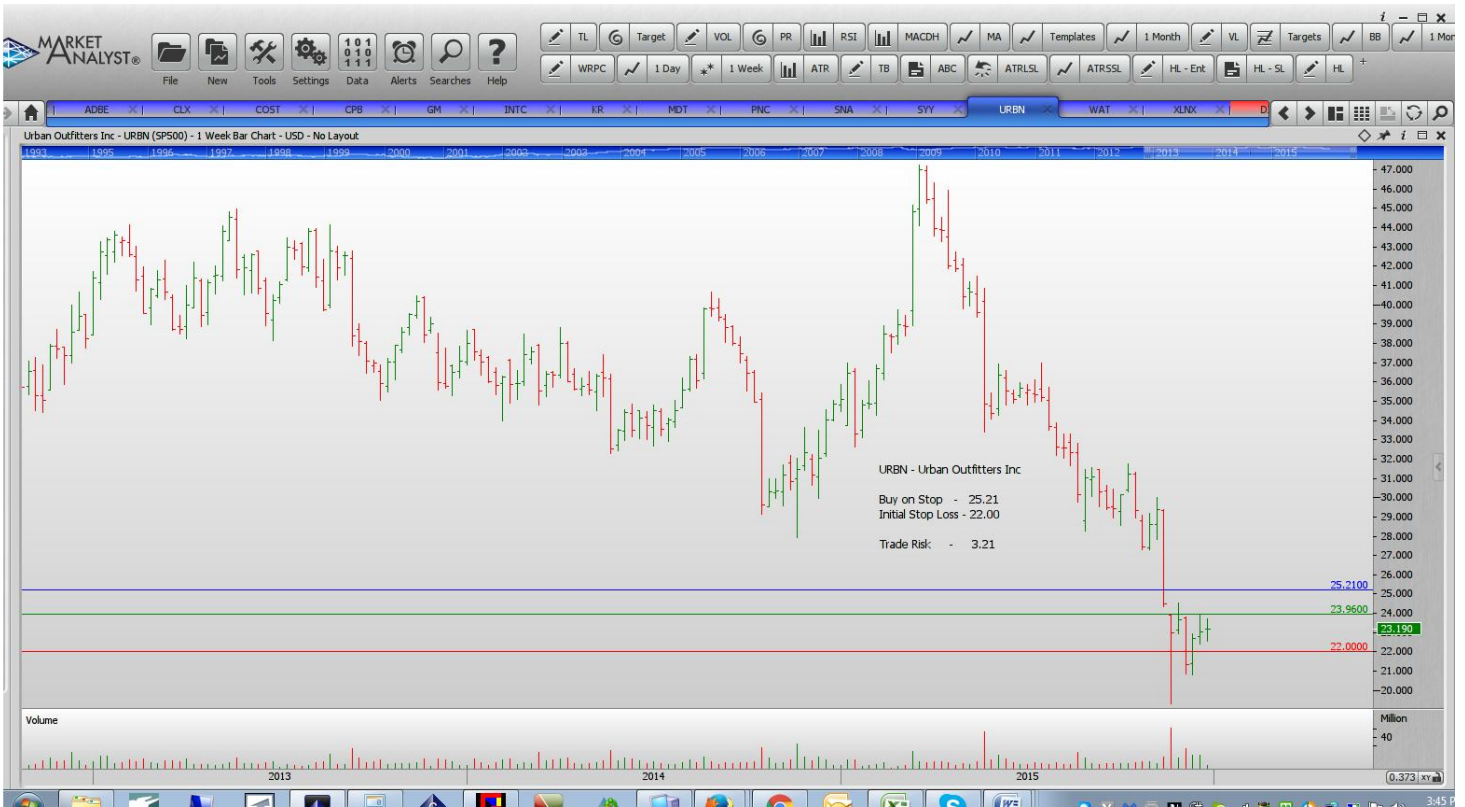 MARKET
ANALYST®
File New Tools Settings Data Alerts Searches Help
TL Target VOL PR RSI MACDH MA Templates 1 Month VL Targets BB 1 Mor
WRPC 1 Day 1 Week ATR TB ABC ATRLSL ATRSSL HL - Ent HL - SL HL
ADBE CLX COST CPB GM INTC KR MDT PNC SNA SYY URBN WAT XLNX D
Urban Outfitters Inc - URBN (SP500) - 1 Week Bar Chart - USD - No Layout
1993 1995 1996 1997 1998 1999 2000 2001 2002 2003 2004 2005 2006 2007 2008 2009 2010 2011 2012 2013 2014 2015
47.000
46.000
45.000
44.000
43.000
42.000
41.000
40.000
39.000
38.000
37.000
36.000
35.000
34.000
33.000
32.000
31.000
30.000
29.000
28.000
27.000
26.000
25.000
24.000
23.190
22.000
21.000
20.000
URBN - Urban Outfitters Inc
Buy on Stop - 25.21
Initial Stop Loss - 22.00
Trade Risk - 3.21
25.2100
23.9600
22.0000
Volume
Million
40
2013 2014 2015
0.373 XY
3:45 P